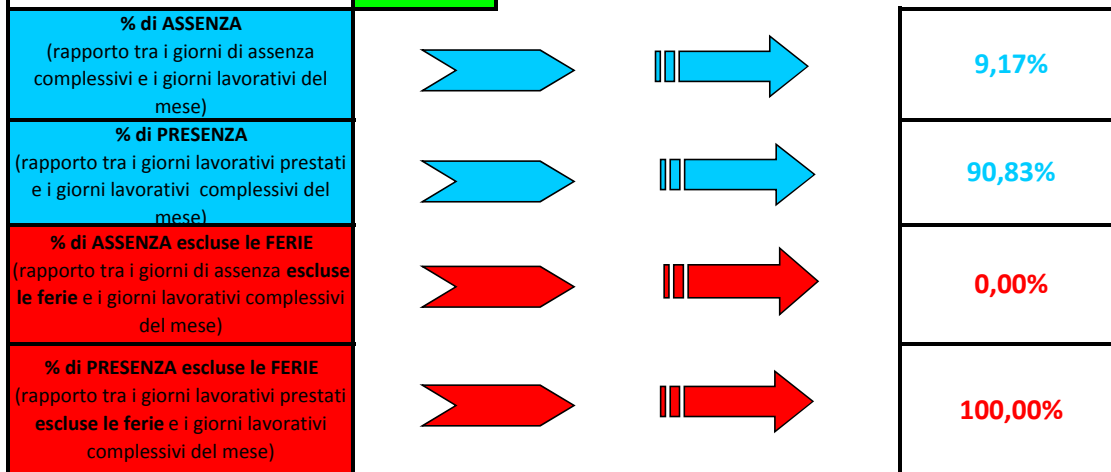 % di ASSENZA
(rapporto tra i giorni di assenza
complessivi e i giorni lavorativi del
mese)
9,17%
% di PRESENZA
(rapporto tra i giorni lavorativi prestati
e i giorni lavorativi complessivi del
mese)
90,83%
% di ASSENZA escluse le FERIE
(rapporto tra i giorni di assenza escluse
le ferie e i giorni lavorativi complessivi
del mese)
0,00%
% di PRESENZA escluse le FERIE
(rapporto tra i giorni lavorativi prestati
escluse le ferie e i giorni lavorativi
complessivi del mese)
100,00%